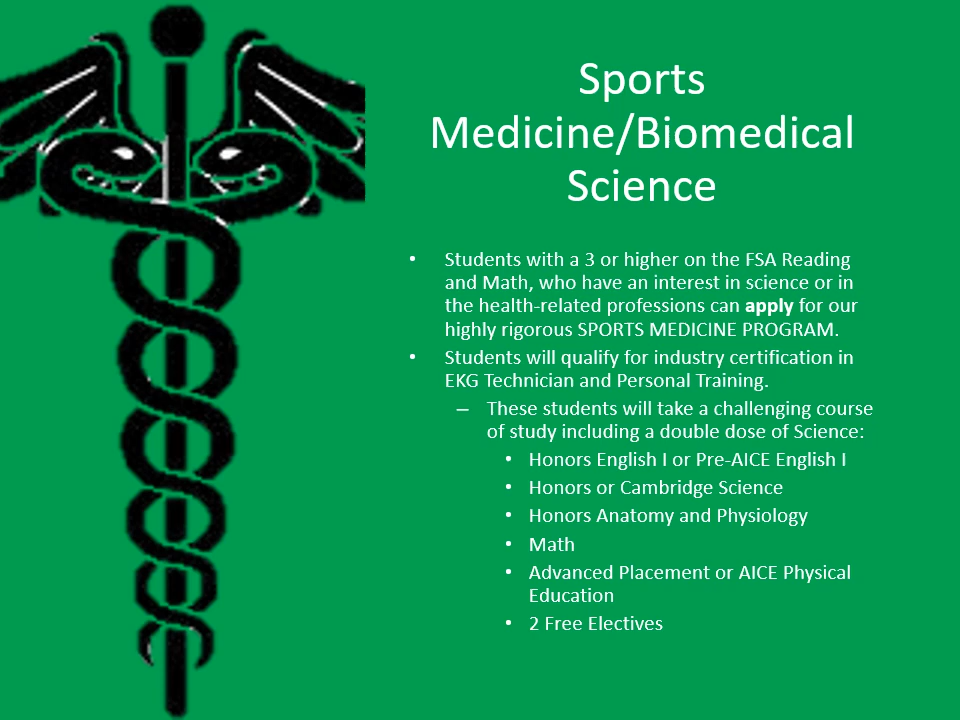 Sports
Medicine/Biomedical
Science
• Students with a 3 or higher on the FSA Reading
and Math, who have an interest in science or in
the health-related professions can apply for our
highly rigorous SPORTS MEDICINE PROGRAM.
• Students will qualify for industry certification in
EKG Technician and Personal Training.
– These students will take a challenging course
of study including a double dose of Science:
• Honors English I or Pre-AICE English I
• Honors or Cambridge Science
• Honors Anatomy and Physiology
• Math
• Advanced Placement or AICE Physical
Education
• 2 Free Electives